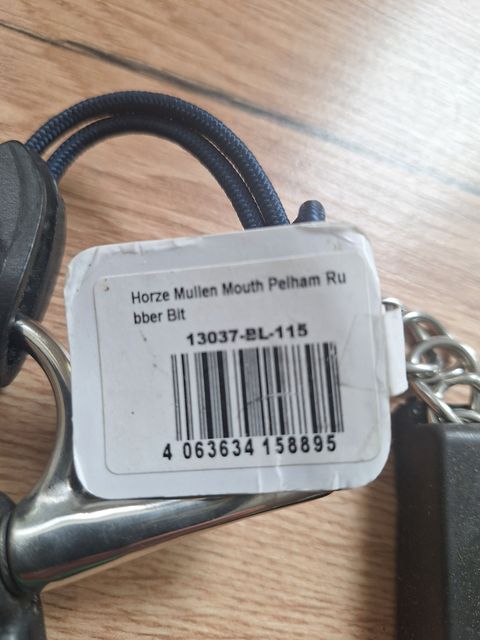 Horze Mullen Mouth Pelham Ru
bber Bit
13037-BL-115
4 063634 158895